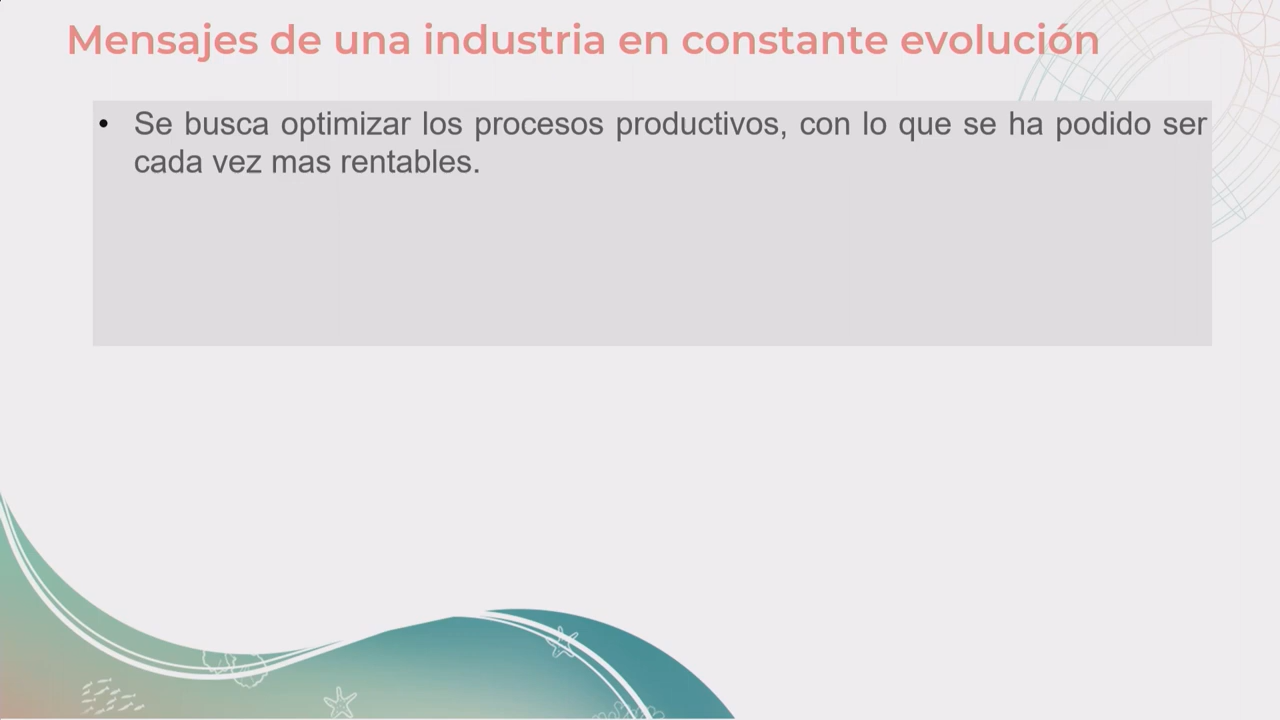 Mensajes de una industria en constante evolución
• Se busca optimizar los procesos productivos, con lo que se ha podido ser
cada vez mas rentables.